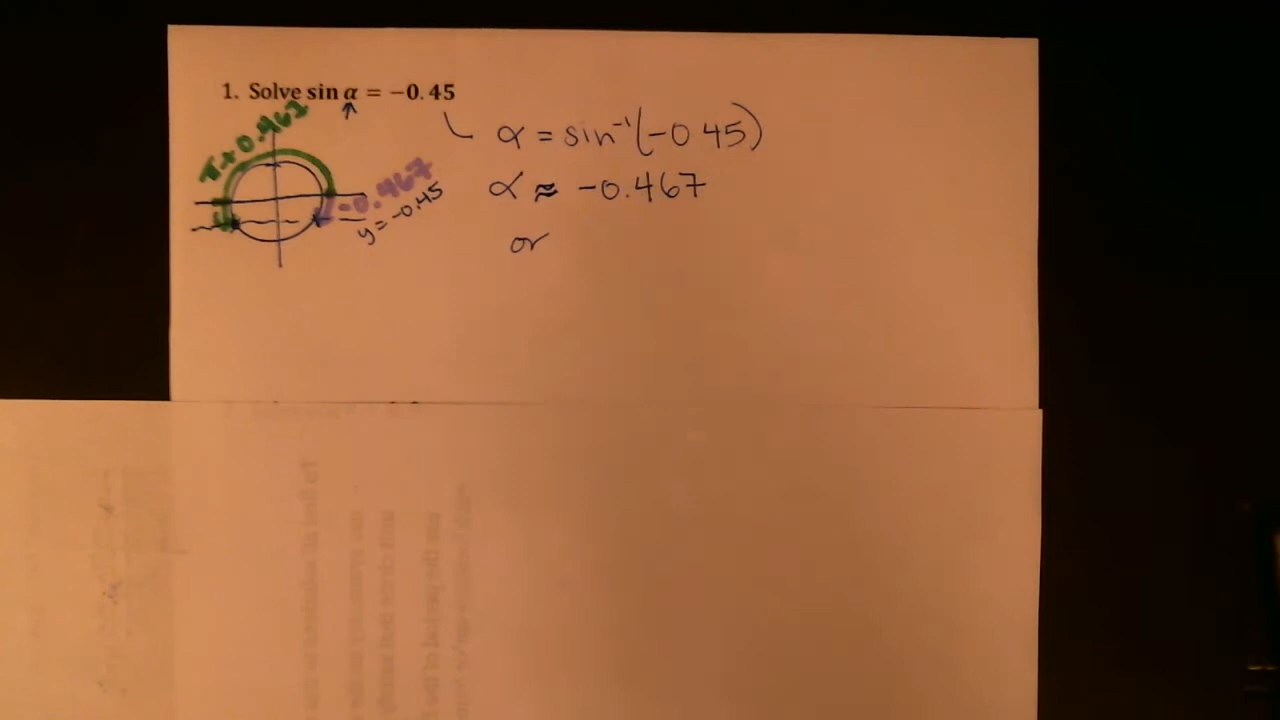 1. Solve sin α = −0.45
π + 0.467
-0.467
y = -0.45
α = sin⁻¹(-0 45)
α ≈ -0.467
or